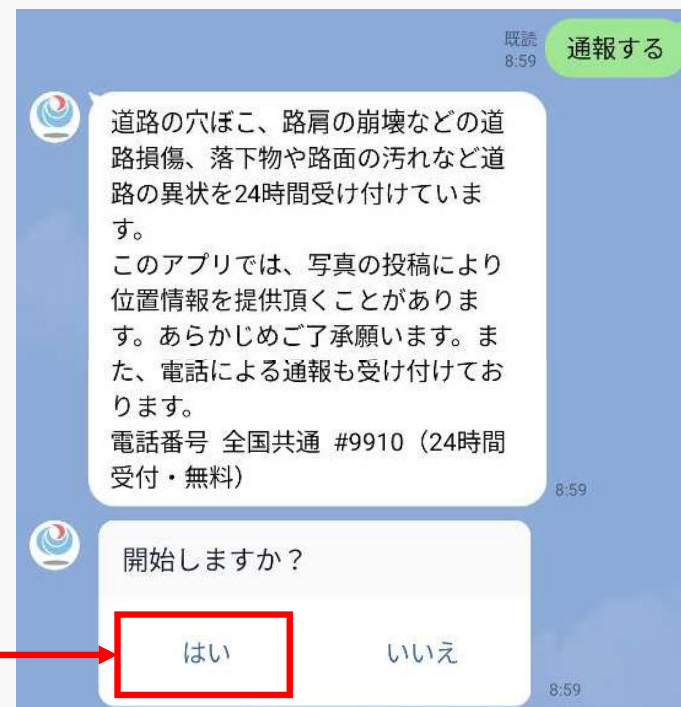 既読
8:59
通報する
道路の穴ぼこ、路肩の崩壊などの道
路損傷、落下物や路面の汚れなど道
路の異状を24時間受け付けていま
す。
このアプリでは、写真の投稿により
位置情報を提供頂くことがありま
す。あらかじめご了承願います。ま
た、電話による通報も受け付けてお
ります。
電話番号 全国共通 #9910（24時間
受付・無料）
8:59
開始しますか？
はい いいえ
8:59